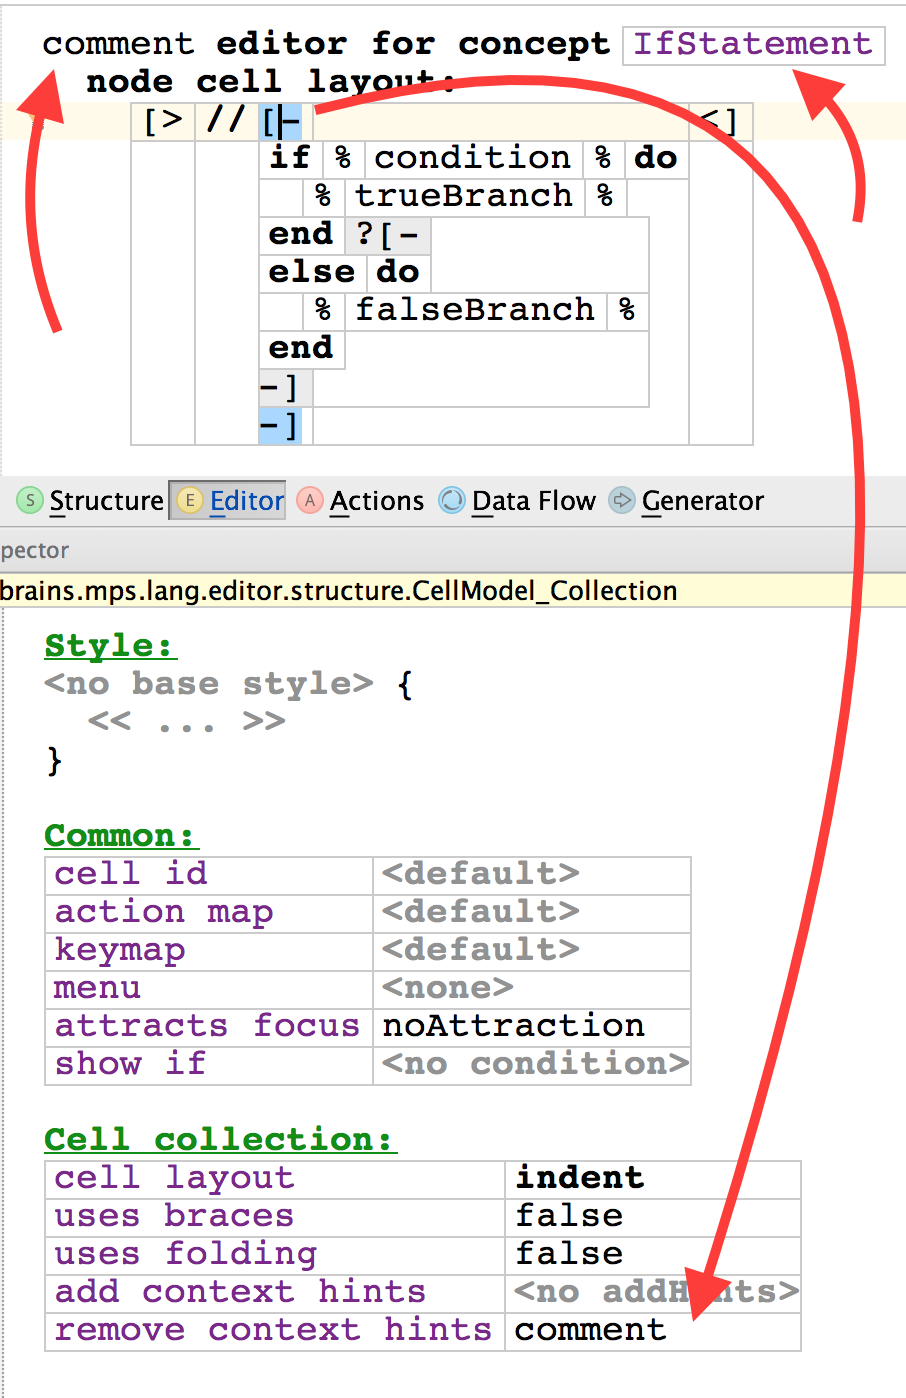 comment editor for concept IfStatement
node cell layout:
[> // [- <]
if % condition % do
% trueBranch %
end ?[-
else do
% falseBranch %
end
-]
-]
S Structure E Editor A Actions Data Flow Generator
pector
brains.mps.lang.editor.structure.CellModel_Collection
Style:
<no base style> {
<< ... >>
}
Common:
cell id <default>
action map <default>
keymap <default>
menu <none>
attracts focus noAttraction
show if <no condition>
Cell collection:
cell layout indent
uses braces false
uses folding false
add context hints <no addHints>
remove context hints comment